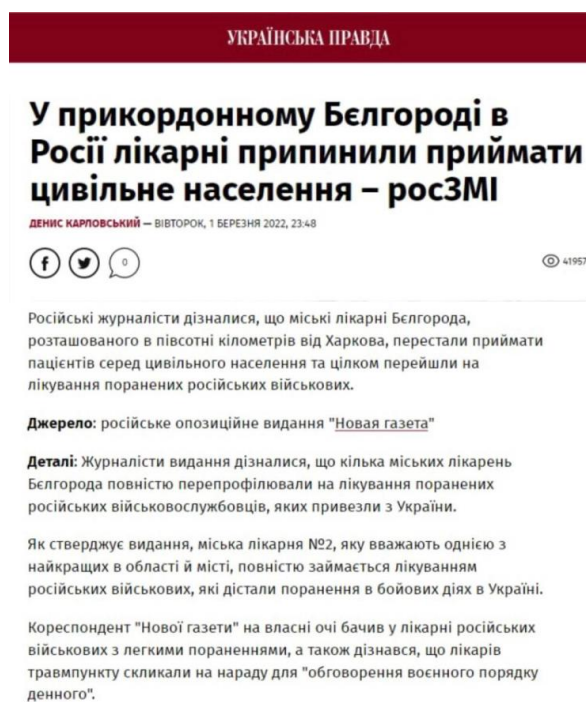 УКРАЇНСЬКА ПРАВДА
У прикордонному Бєлгороді в
Росії лікарні припинили приймати
цивільне населення – росЗМІ
ДЕНИС КАРЛОВСЬКИЙ — ВІВТОРОК, 1 БЕРЕЗНЯ 2022, 23:48
0
41957
Російські журналісти дізналися, що міські лікарні Бєлгорода,
розташованого в півсотні кілометрів від Харкова, перестали приймати
пацієнтів серед цивільного населення та цілком перейшли на
лікування поранених російських військових.
Джерело: російське опозиційне видання "Новая газета"
Деталі: Журналісти видання дізналися, що кілька міських лікарень
Бєлгорода повністю перепрофілювали на лікування поранених
російських військовослужбовців, яких привезли з України.
Як стверджує видання, міська лікарня №2, яку вважають однією з
найкращих в області й місті, повністю займається лікуванням
російських військових, які дістали поранення в бойових діях в Україні.
Кореспондент "Нової газети" на власні очі бачив у лікарні російських
військових з легкими пораненнями, а також дізнався, що лікарів
травмпункту скликали на нараду для "обговорення воєнного порядку
денного".